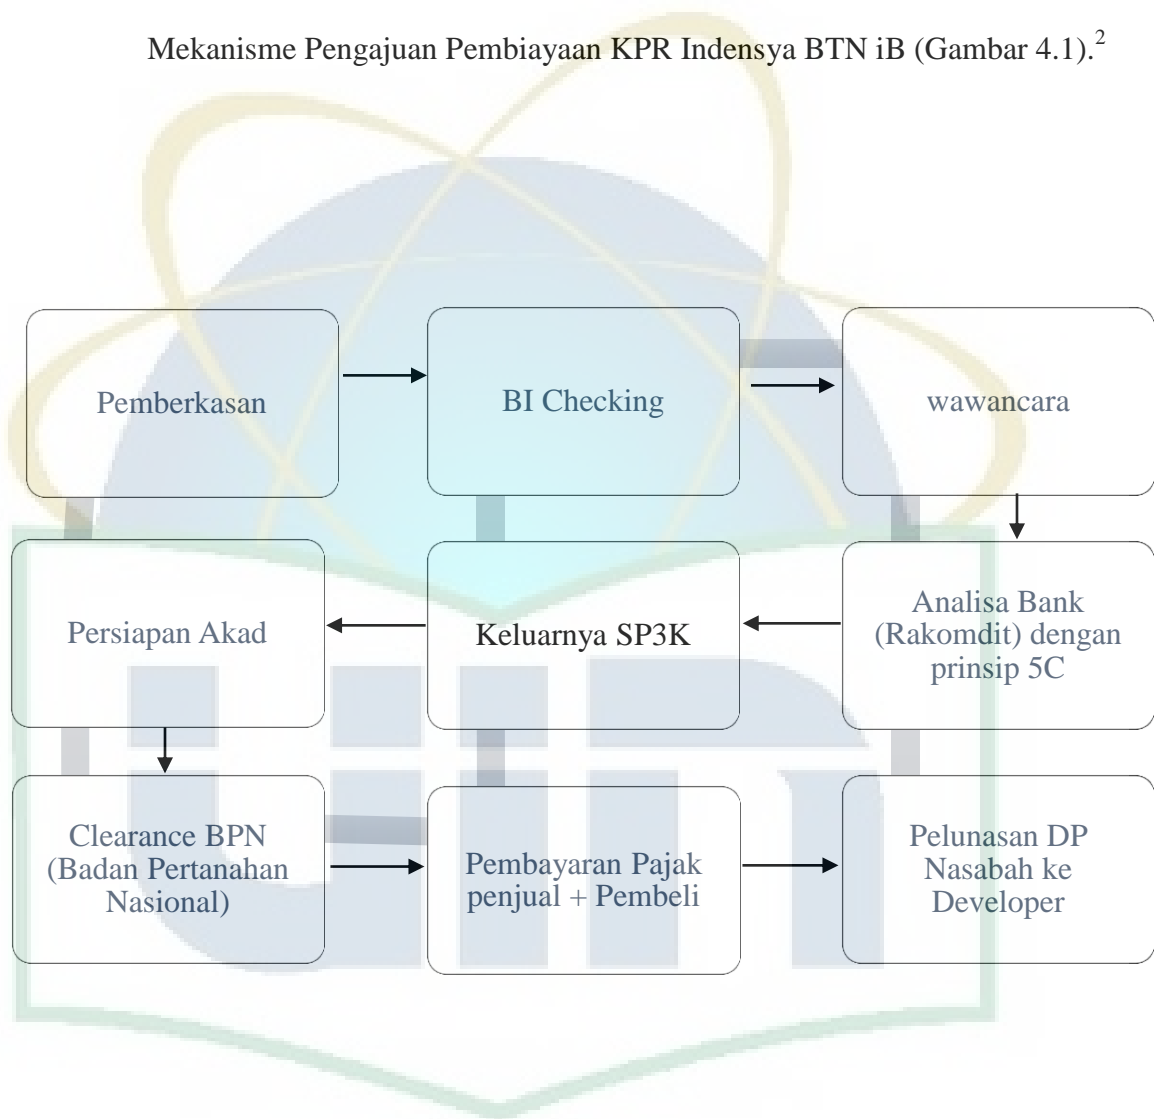 Mekanisme Pengajuan Pembiayaan KPR Indensya BTN iB (Gambar 4.1).2
Pemberkasan
BI Checking
wawancara
Analisa Bank
(Rakomdit) dengan
prinsip 5C
Keluarnya SP3K
Persiapan Akad
Clearance BPN
(Badan Pertanahan
Nasional)
Pembayaran Pajak
penjual + Pembeli
Pelunasan DP
Nasabah ke
Developer
uin